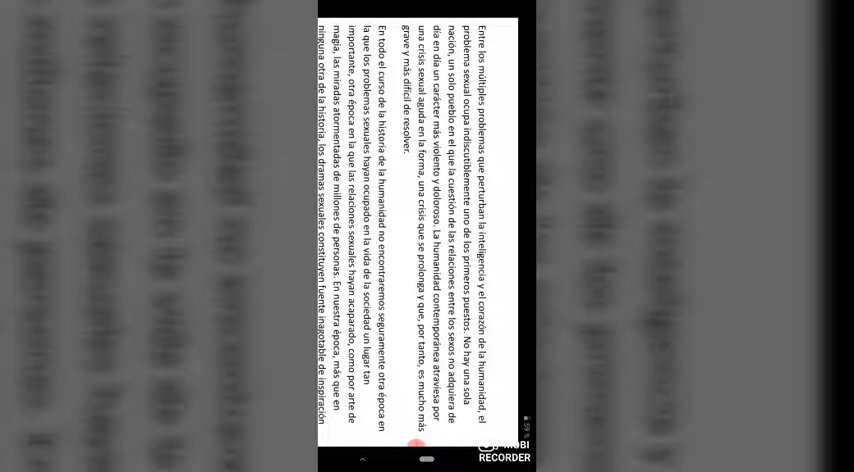 Entre los múltiples problemas que perturban la inteligencia y el corazón de la humanidad, el
problema sexual ocupa indiscutiblemente uno de los primeros puestos. No hay una sola
nación, un solo pueblo en el que la cuestión de las relaciones entre los sexos no adquiera de
día en día un carácter más violento y doloroso. La humanidad contemporánea atraviesa por
una crisis sexual aguda en la forma, una crisis que se prolonga y que, por tanto, es mucho más
grave y más difícil de resolver.
En todo el curso de la historia de la humanidad no encontraremos seguramente otra época en
la que los problemas sexuales hayan ocupado en la vida de la sociedad un lugar tan
importante, otra época en la que las relaciones sexuales hayan acaparado, como por arte de
magia, las miradas atormentadas de millones de personas. En nuestra época, más que en
ninguna otra de la historia, los dramas sexuales constituyen fuente inagotable de inspiración
59 %
MOBI
RECORDER